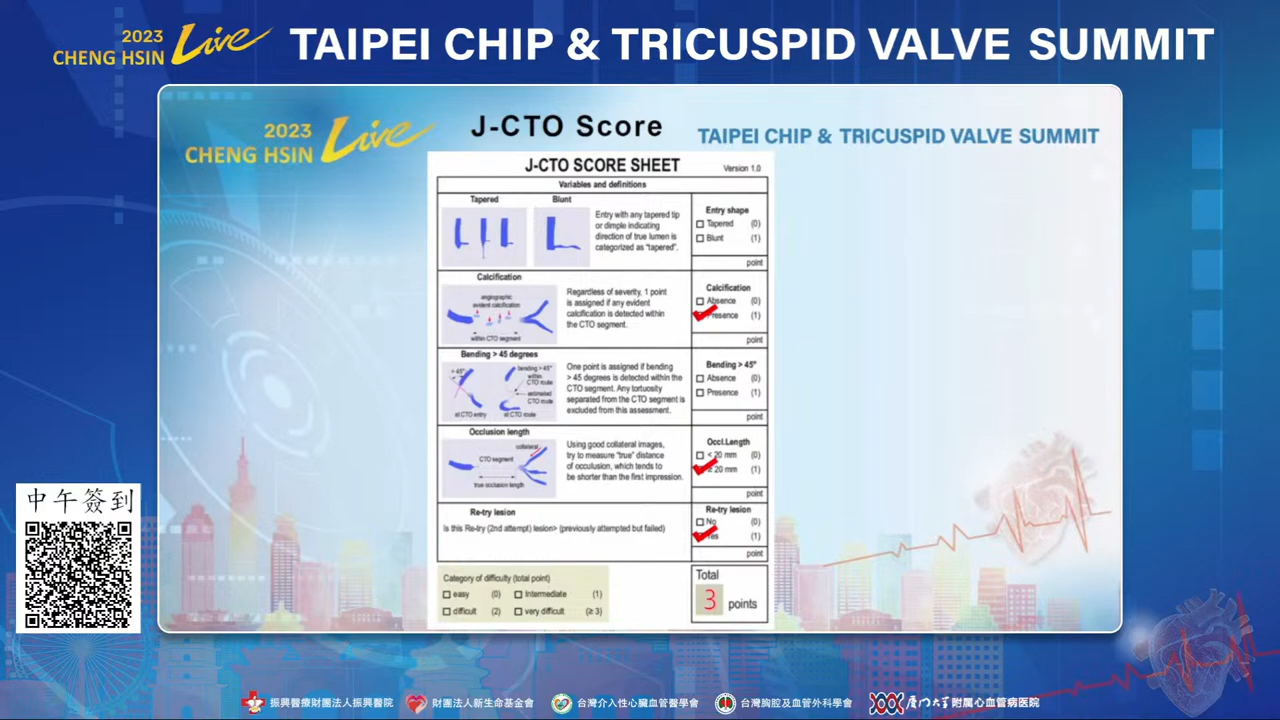 2023
CHENG HSIN Live
TAIPEI CHIP & TRICUSPID VALVE SUMMIT
2023
CHENG HSIN Live
J-CTO Score
TAIPEI CHIP & TRICUSPID VALVE SUMMIT
J-CTO SCORE SHEET
Version 1.0
Variables and definitions
Tapered
Blunt
Entry with any tapered tip
or dimple indicating
direction of true lumen is
categorized as “tapered”.
Entry shape
Tapered (0)
Blunt (1)
point
Calcification
angiographic
evident calcification
within CTO segment
Regardless of severity, 1 point
is assigned if any evident
calcification is detected within
the CTO segment.
Calcification
Absence (0)
Presence (1)
point
Bending > 45 degrees
> 45°
at CTO entry
bending > 45°
within
CTO route
estimated
CTO route
at CTO route
One point is assigned if bending
> 45 degrees is detected within the
CTO segment. Any tortuosity
separated from the CTO segment is
excluded from this assessment.
Bending > 45°
Absence (0)
Presence (1)
point
Occlusion length
collateral
CTO segment
true occlusion length
Using good collateral images,
try to measure “true” distance
of occulusion, which tends to
be shorter than the first impression.
Occl.Length
< 20 mm (0)
≥ 20 mm (1)
point
Re-try lesion
Is this Re-try (2nd attempt) lesion> (previously attempted but failed)
Re-try lesion
No (0)
Yes (1)
point
Category of difficulty (total point)
easy (0) Intermediate (1)
difficult (2) very difficult (≥ 3)
Total
3 points
中午簽到
振興醫療財團法人振興醫院
財團法人新生命基金會
台灣介入性心臟血管醫學會
台灣胸腔及血管外科學會
厦门大学附属心血管病医院